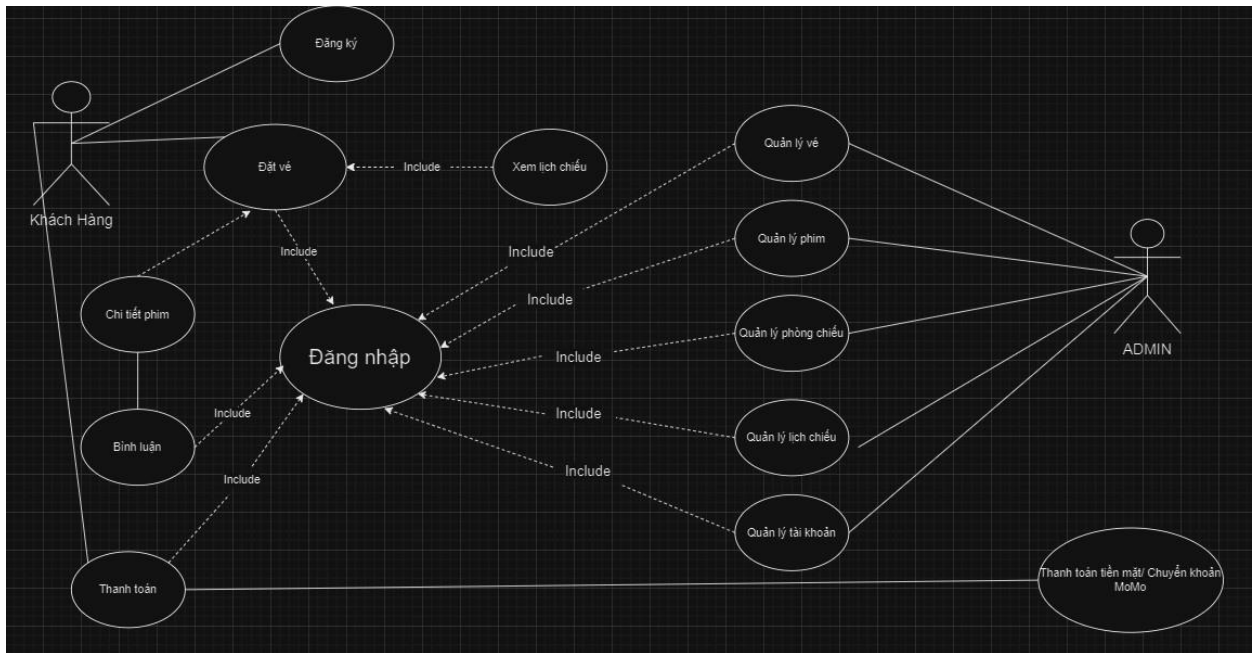 Đăng ký
Khách Hàng
Đặt vé
Include
Xem lịch chiếu
Quản lý vé
Include
Include
Quản lý phim
Chi tiết phim
Include
Đăng nhập
Include
Quản lý phòng chiếu
ADMIN
Include
Include
Quản lý lịch chiếu
Bình luận
Include
Include
Quản lý tài khoản
Thanh toán
Thanh toán tiền mặt/ Chuyển khoản
MoMo